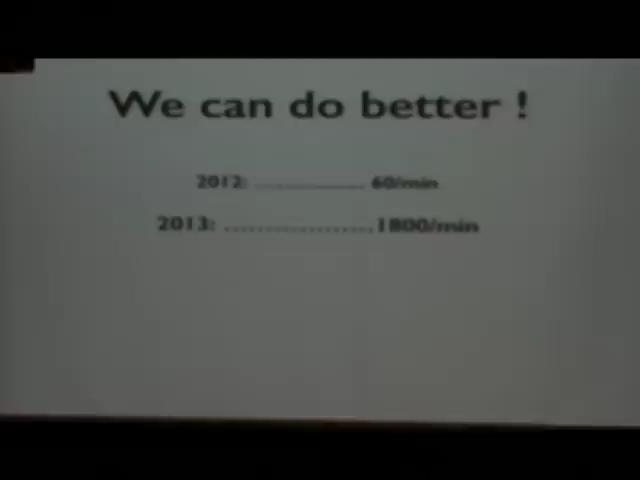 We can do better !
2012: .................... 60/min
2013: ..................1800/min